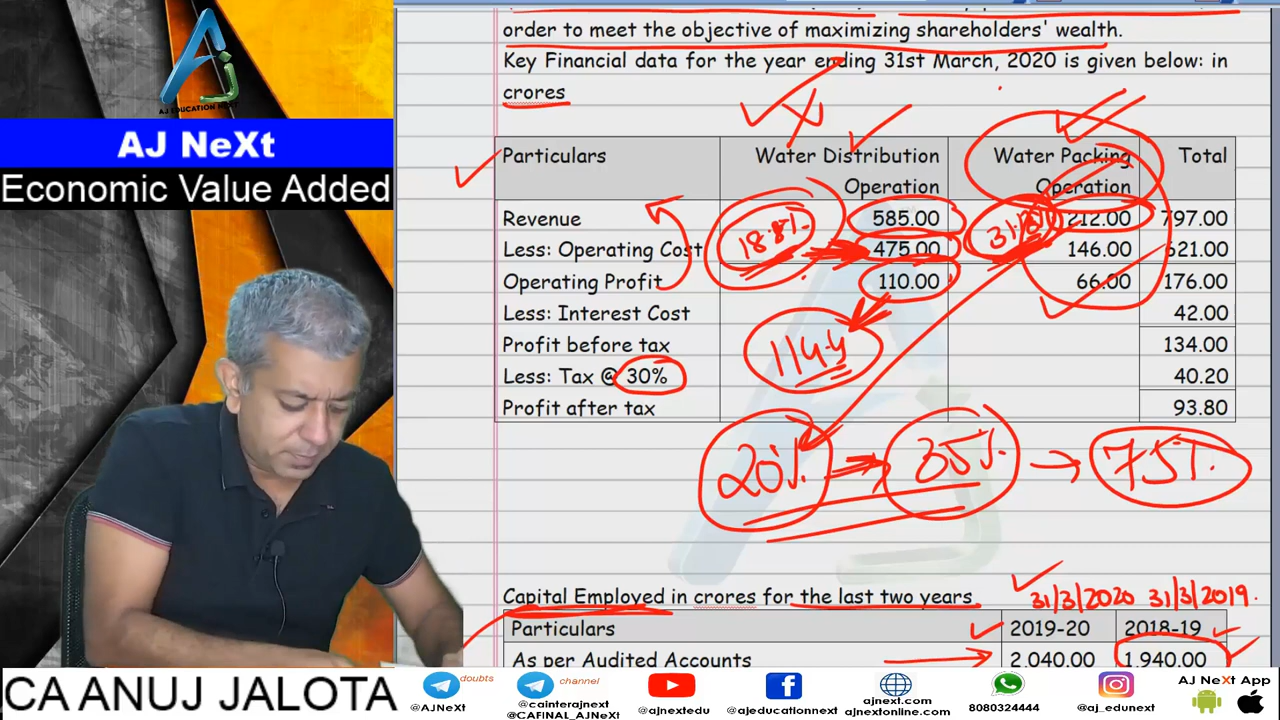 order to meet the objective of maximizing shareholders' wealth.
Key Financial data for the year ending 31st March, 2020 is given below: in
crores
AJ EDUCATION NEXT
AJ NeXt
Economic Value Added
Particulars Water Distribution Operation Water Packing Operation Total
Revenue 18.8% 585.00 31.13% 212.00 797.00
Less: Operating Cost 475.00 146.00 621.00
Operating Profit 110.00 66.00 176.00
Less: Interest Cost 42.00
Profit before tax 114.4 134.00
Less: Tax @ 30% 40.20
Profit after tax 93.80
20% 35% 75%
Capital Employed in crores for the last two years 31/3/2020 31/3/2019.
Particulars 2019-20 2018-19
As per Audited Accounts 2,040.00 1,940.00
CA ANUJ JALOTA
doubts
@AJNeXt
channel
@cainterajnext
@CAFINAL_AJNeXt
@ajnextedu
@ajeducationnext
ajnext.com
ajnextonline.com
8080324444
@aj_edunext
AJ NeXt App